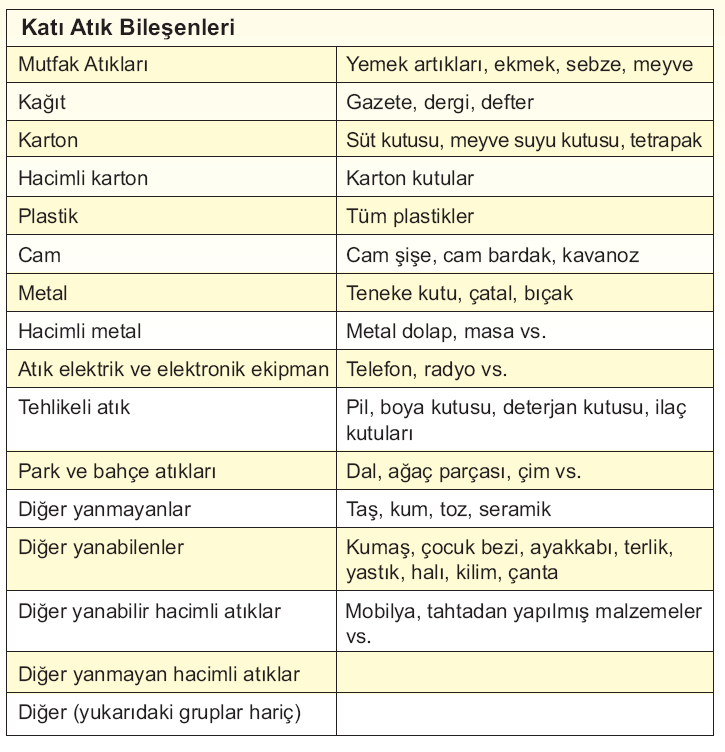 Katı Atık Bileşenleri
Mutfak Atıkları Yemek artıkları, ekmek, sebze, meyve
Kağıt Gazete, dergi, defter
Karton Süt kutusu, meyve suyu kutusu, tetrapak
Hacimli karton Karton kutular
Plastik Tüm plastikler
Cam Cam şişe, cam bardak, kavanoz
Metal Teneke kutu, çatal, bıçak
Hacimli metal Metal dolap, masa vs.
Atık elektrik ve elektronik ekipman Telefon, radyo vs.
Tehlikeli atık Pil, boya kutusu, deterjan kutusu, ilaç
kutuları
Park ve bahçe atıkları Dal, ağaç parçası, çim vs.
Diğer yanmayanlar Taş, kum, toz, seramik
Diğer yanabilenler Kumaş, çocuk bezi, ayakkabı, terlik,
yastık, halı, kilim, çanta
Diğer yanabilir hacimli atıklar Mobilya, tahtadan yapılmış malzemeler
vs.
Diğer yanmayan hacimli atıklar
Diğer (yukarıdaki gruplar hariç)